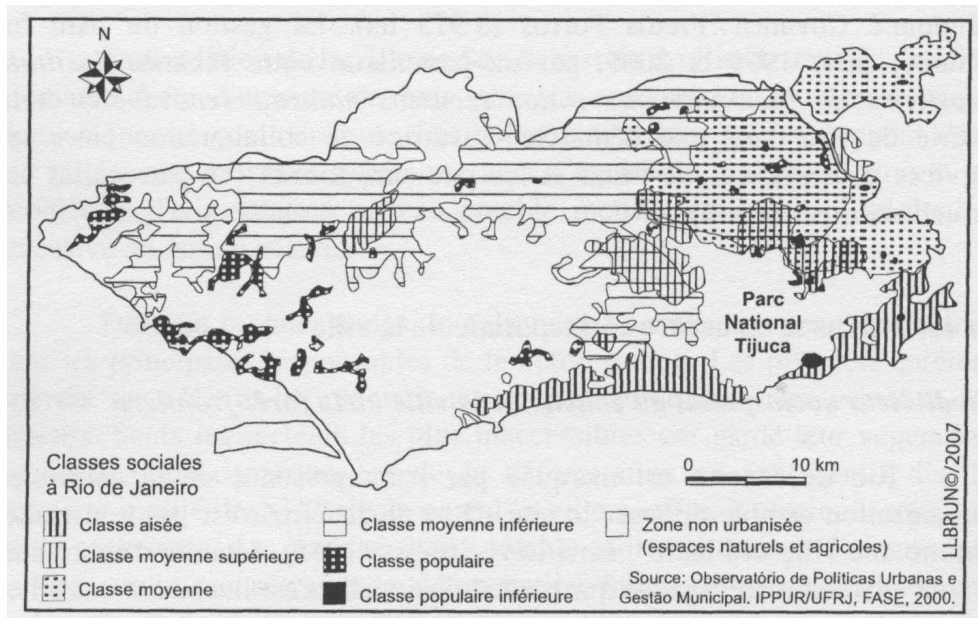 N
Parc
National
Tijuca
0 10 km
Classes sociales
à Rio de Janeiro
Classe aisée
Classe moyenne supérieure
Classe moyenne
Classe moyenne inférieure
Classe populaire
Classe populaire inférieure
Zone non urbanisée
(espaces naturels et agricoles)
Source: Observatório de Políticas Urbanas e
Gestão Municipal. IPPUR/UFRJ, FASE, 2000.
JLBRUNO/2007